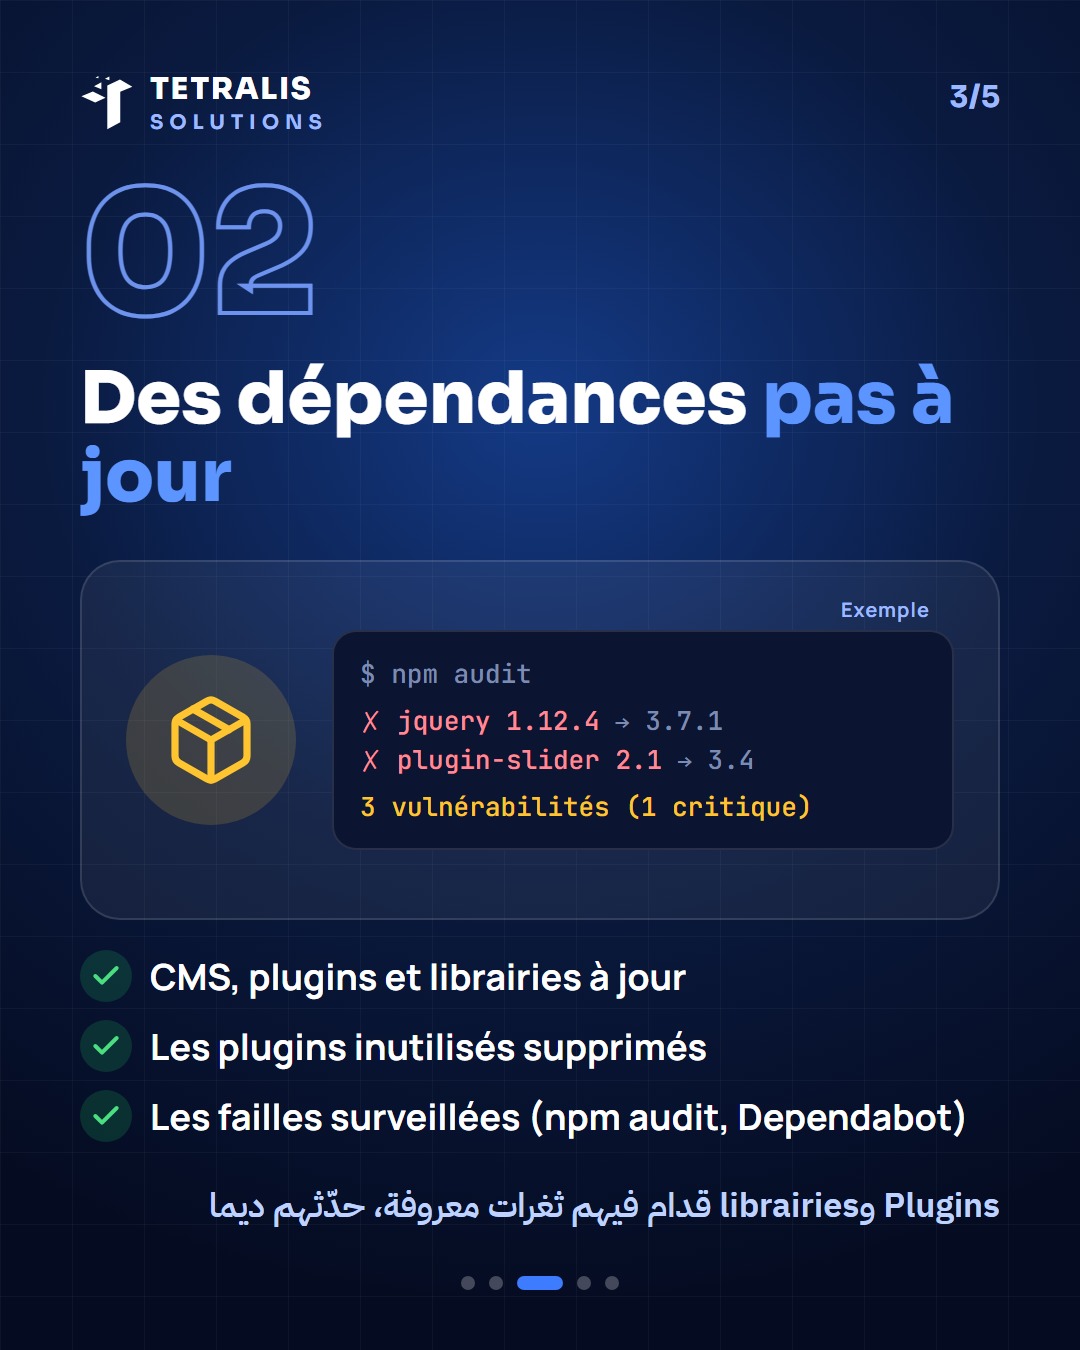 TETRALIS
SOLUTIONS
3/5
02
Des dépendances pas à
jour
Exemple
$ npm audit
✗ jquery 1.12.4 → 3.7.1
✗ plugin-slider 2.1 → 3.4
3 vulnérabilités (1 critique)
CMS, plugins et librairies à jour
Les plugins inutilisés supprimés
Les failles surveillées (npm audit, Dependabot)
Plugins وlibrairies قدام فيهم ثغرات معروفة، حدّثهم ديما